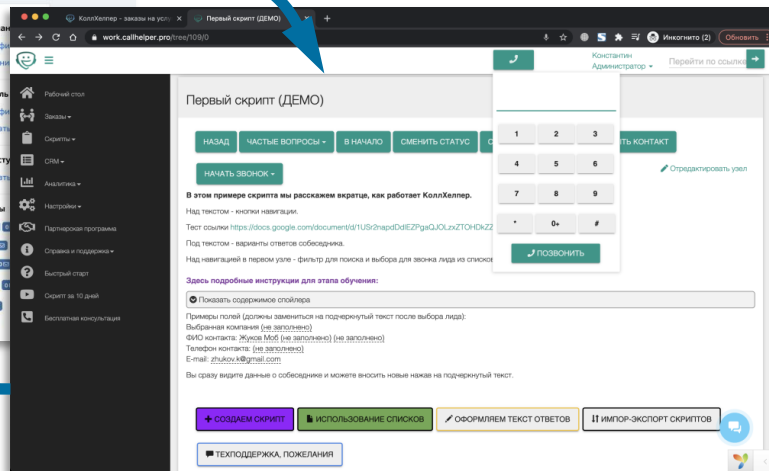 КоллХелпер - заказы на услу
Первый скрипт (ДЕМО)
work.callhelper.pro/tree/109/0
Инкогнито (2)
Обновить
Константин
Администратор
Перейти по ссылке
Рабочий стол
Заказы
Скрипты
CRM
Аналитика
Настройки
Партнерская программа
Справка и поддержка
Быстрый старт
Скрипт за 10 дней
Бесплатная консультация
Первый скрипт (ДЕМО)
НАЗАД
ЧАСТЫЕ ВОПРОСЫ
В НАЧАЛО
СМЕНИТЬ СТАТУС
ТЬ КОНТАКТ
НАЧАТЬ ЗВОНОК
Отредактировать узел
1 2 3
4 5 6
7 8 9
* 0+ #
ПОЗВОНИТЬ
В этом примере скрипта мы расскажем вкратце, как работает КоллХелпер.
Над текстом - кнопки навигации.
Тест ссылки https://docs.google.com/document/d/1USr2napdDdIEZPgaQJOLzxZTOHDkZZ
Под текстом - варианты ответов собеседника.
Над навигацией в первом узле - фильтр для поиска и выбора для звонка лида из списков
Здесь подробные инструкции для этапа обучения:
Показать содержимое спойлера
Примеры полей (должны замениться на подчеркнутый текст после выбора лида):
Выбранная компания (не заполнено)
ФИО контакта: Жуков Моб (не заполнено) (не заполнено)
Телефон контакта: (не заполнено)
E-mail: zhukov.k@gmail.com
Вы сразу видите данные о собеседнике и можете вносить новые нажав на подчеркнутый текст.
СОЗДАЕМ СКРИПТ
ИСПОЛЬЗОВАНИЕ СПИСКОВ
ОФОРМЛЯЕМ ТЕКСТ ОТВЕТОВ
ИМПОР-ЭКСПОРТ СКРИПТОВ
ТЕХПОДДЕРЖКА, ПОЖЕЛАНИЯ